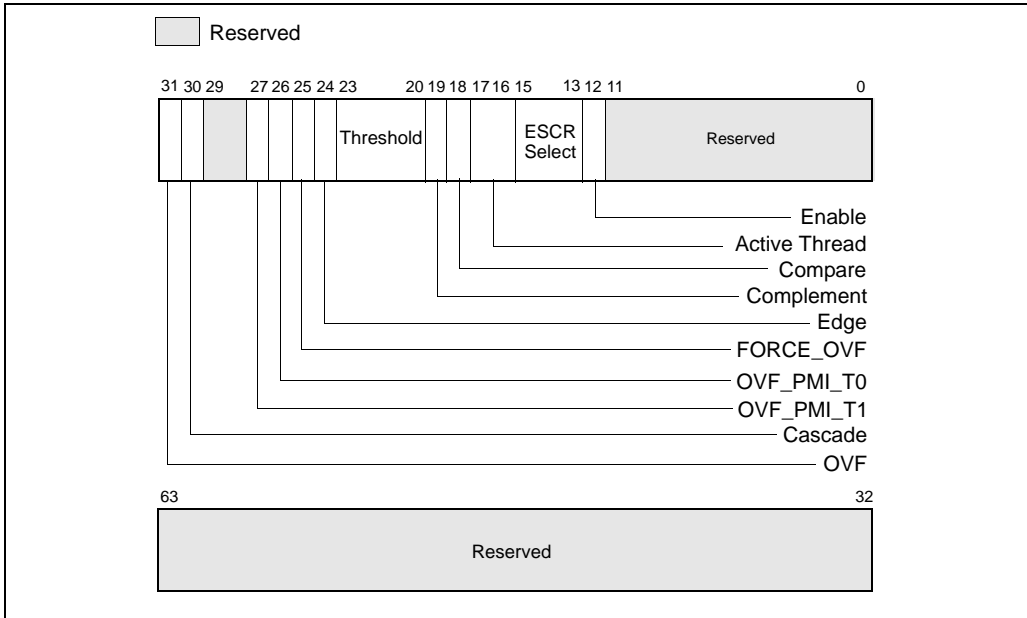 Reserved
31 30 29 27 26 25 24 23 20 19 18 17 16 15 13 12 11 0
Threshold
ESCR
Select
Reserved
Enable
Active Thread
Compare
Complement
Edge
FORCE_OVF
OVF_PMI_T0
OVF_PMI_T1
Cascade
OVF
63 32
Reserved